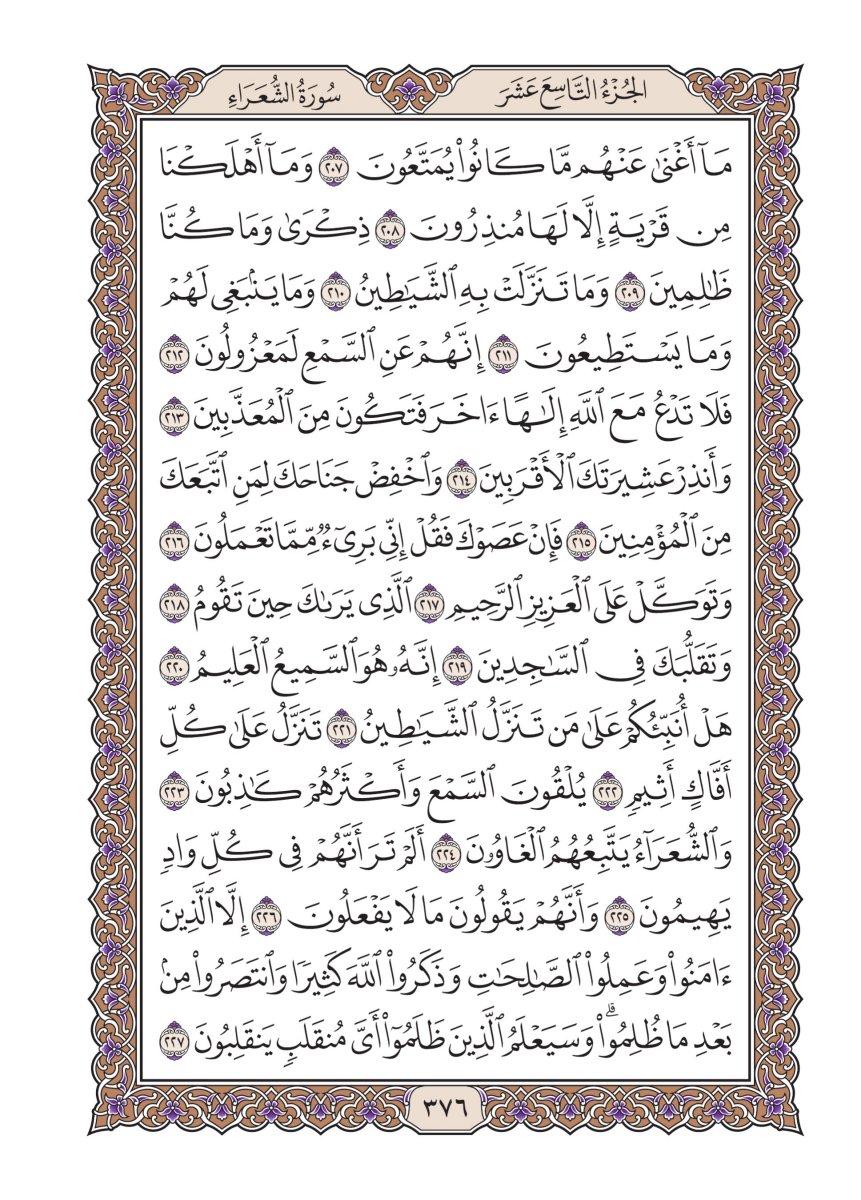 الجُزْءُ التَّاسِعَ عَشَرَ
سُورَةُ الشُّعَرَاءِ
مَآ أَغْنَىٰ عَنْهُم مَّا كَانُوا۟ يُمَتَّعُونَ ٢٠٧ وَمَآ أَهْلَكْنَا
مِن قَرْيَةٍ إِلَّا لَهَا مُنذِرُونَ ٢٠٨ ذِكْرَىٰ وَمَا كُنَّا
ظَٰلِمِينَ ٢٠٩ وَمَا تَنَزَّلَتْ بِهِ ٱلشَّيَٰطِينُ ٢١٠ وَمَا يَنۢبَغِى لَهُمْ
وَمَا يَسْتَطِيعُونَ ٢١١ إِنَّهُمْ عَنِ ٱلسَّمْعِ لَمَعْزُولُونَ ٢١٢
فَلَا تَدْعُ مَعَ ٱللَّهِ إِلَٰهًا ءَاخَرَ فَتَكُونَ مِنَ ٱلْمُعَذَّبِينَ ٢١٣
وَأَنذِرْ عَشِيرَتَكَ ٱلْأَقْرَبِينَ ٢١٤ وَٱخْفِضْ جَنَاحَكَ لِمَنِ ٱتَّبَعَكَ
مِنَ ٱلْمُؤْمِنِينَ ٢١٥ فَإِنْ عَصَوْكَ فَقُلْ إِنِّى بَرِىٓءٌ مِّمَّا تَعْمَلُونَ ٢١٦
وَتَوَكَّلْ عَلَى ٱلْعَزِيزِ ٱلرَّحِيمِ ٢١٧ ٱلَّذِى يَرَىٰكَ حِينَ تَقُومُ ٢١٨
وَتَقَلُّبَكَ فِى ٱلسَّٰجِدِينَ ٢١٩ إِنَّهُۥ هُوَ ٱلسَّمِيعُ ٱلْعَلِيمُ ٢٢٠
هَلْ أُنَبِّئُكُمْ عَلَىٰ مَن تَنَزَّلُ ٱلشَّيَٰطِينُ ٢٢١ تَنَزَّلُ عَلَىٰ كُلِّ
أَفَّاكٍ أَثِيمٍ ٢٢٢ يُلْقُونَ ٱلسَّمْعَ وَأَكْثَرُهُمْ كَٰذِبُونَ ٢٢٣
وَٱلشُّعَرَآءُ يَتَّبِعُهُمُ ٱلْغَاوُۥنَ ٢٢٤ أَلَمْ تَرَ أَنَّهُمْ فِى كُلِّ وَادٍ
يَهِيمُونَ ٢٢٥ وَأَنَّهُمْ يَقُولُونَ مَا لَا يَفْعَلُونَ ٢٢٦ إِلَّا ٱلَّذِينَ
ءَامَنُوا۟ وَعَمِلُوا۟ ٱلصَّٰلِحَٰتِ وَذَكَرُوا۟ ٱللَّهَ كَثِيرًا وَٱنتَصَرُوا۟ مِنۢ
بَعْدِ مَا ظُلِمُوا۟ ۗ وَسَيَعْلَمُ ٱلَّذِينَ ظَلَمُوٓا۟ أَىَّ مُنقَلَبٍ يَنقَلِبُونَ ٢٢٧
٣٧٦